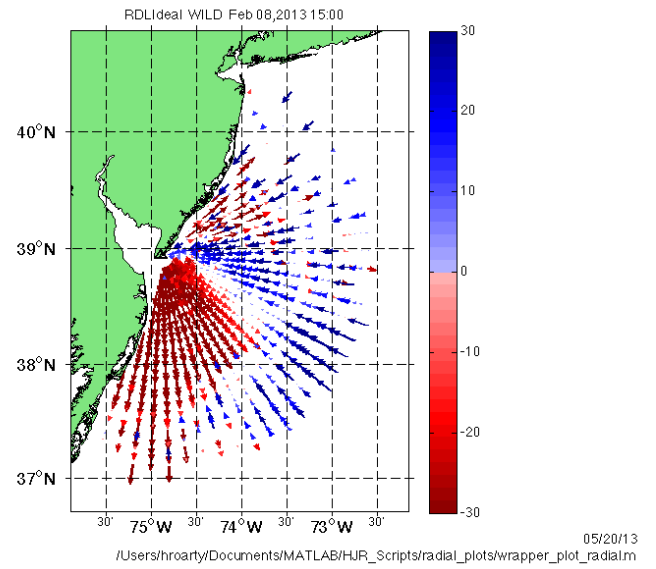 RDLIdeal WILD Feb 08,2013 15:00
40°N
39°N
38°N
37°N
30' 75°W 30' 74°W 30' 73°W 30'
30
20
10
0
-10
-20
-30
05/20/13
/Users/hroarty/Documents/MATLAB/HJR_Scripts/radial_plots/wrapper_plot_radial.m